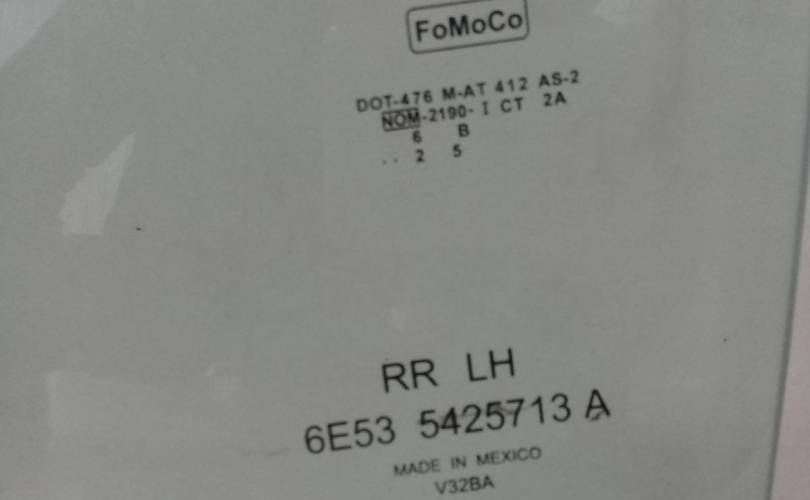 FoMoCo
DOT-476 M-AT 412 AS-2
NOM-2190-I CT 2A
6 B
.. 2 5
RR LH
6E53 5425713 A
MADE IN MEXICO
V32BA